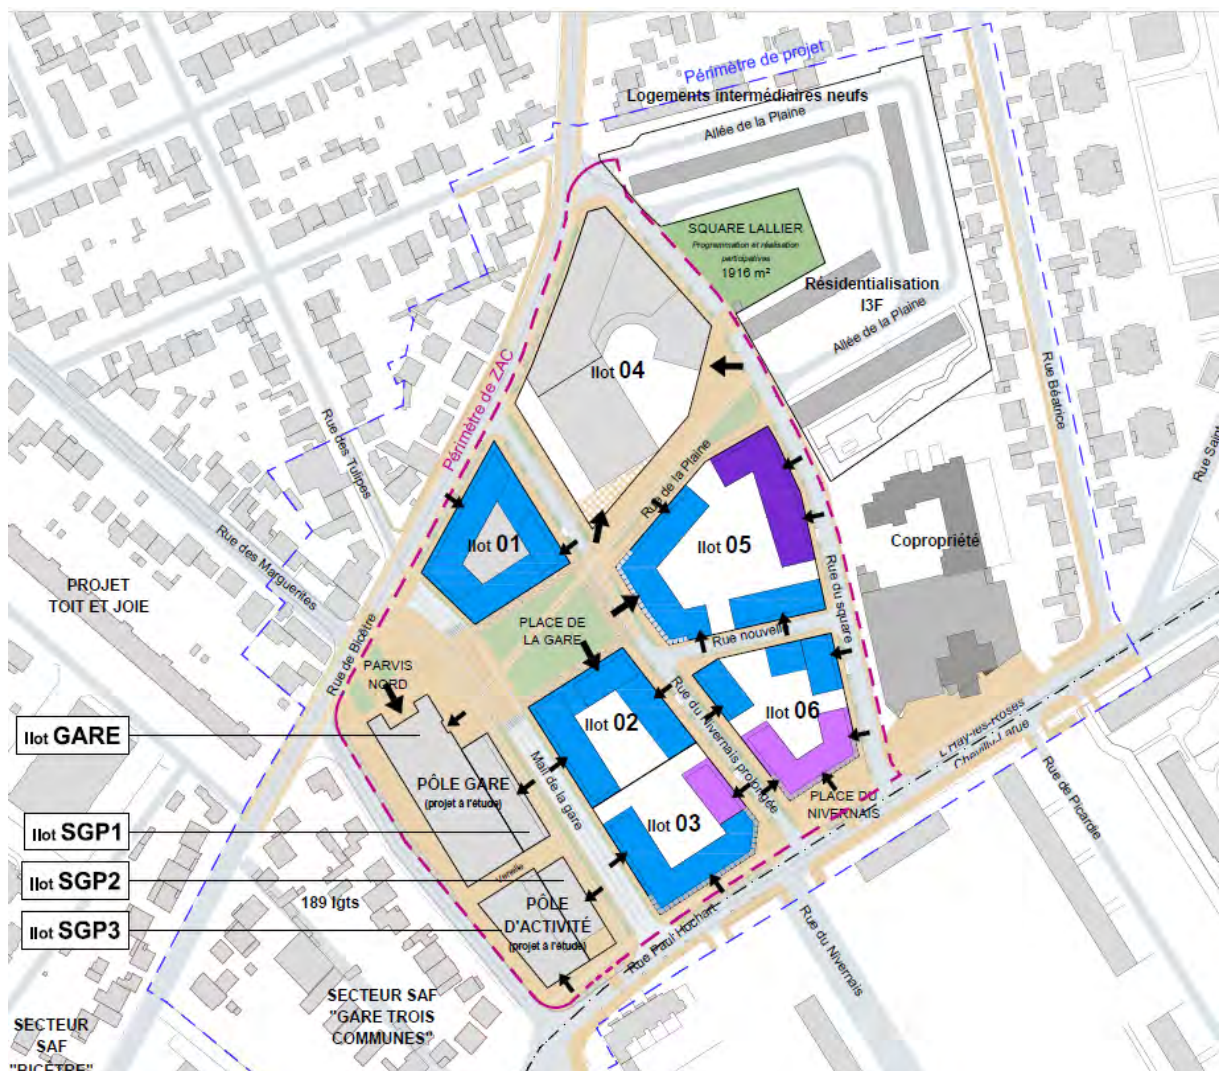 Périmètre de projet
Logements intermédiaires neufs
Allée de la Plaine
SQUARE LALLIER
Programmation et réalisation
participatives
1916 m²
Résidentialisation
I3F
Allée de la Plaine
Périmètre de ZAC
Ilot 04
Rue Béatrice
Rue des Tulipes
Rue de la Plaine
Rue Saint
Rue des Marguerites
Ilot 01
Ilot 05
Copropriété
PROJET
TOIT ET JOIE
Rue du square
PLACE DE
LA GARE
Rue nouvelle
Rue de Bicêtre
PARVIS
NORD
Rue du Nivernais prolongée
Ilot 02
Ilot 06
L'Haÿ-les-Roses
Chevilly-Larue
Ilot GARE
Mail de la gare
PÔLE GARE
(projet à l'étude)
PLACE DU
NIVERNAIS
Rue de Picardie
Ilot 03
Ilot SGP1
Venelle
Ilot SGP2
189 lgts
PÔLE
D'ACTIVITÉ
(projet à l'étude)
Ilot SGP3
Rue Paul Hochart
Rue du Nivernais
SECTEUR SAF
"GARE TROIS
COMMUNES"
SECTEUR
SAF
"BICÊTRE"